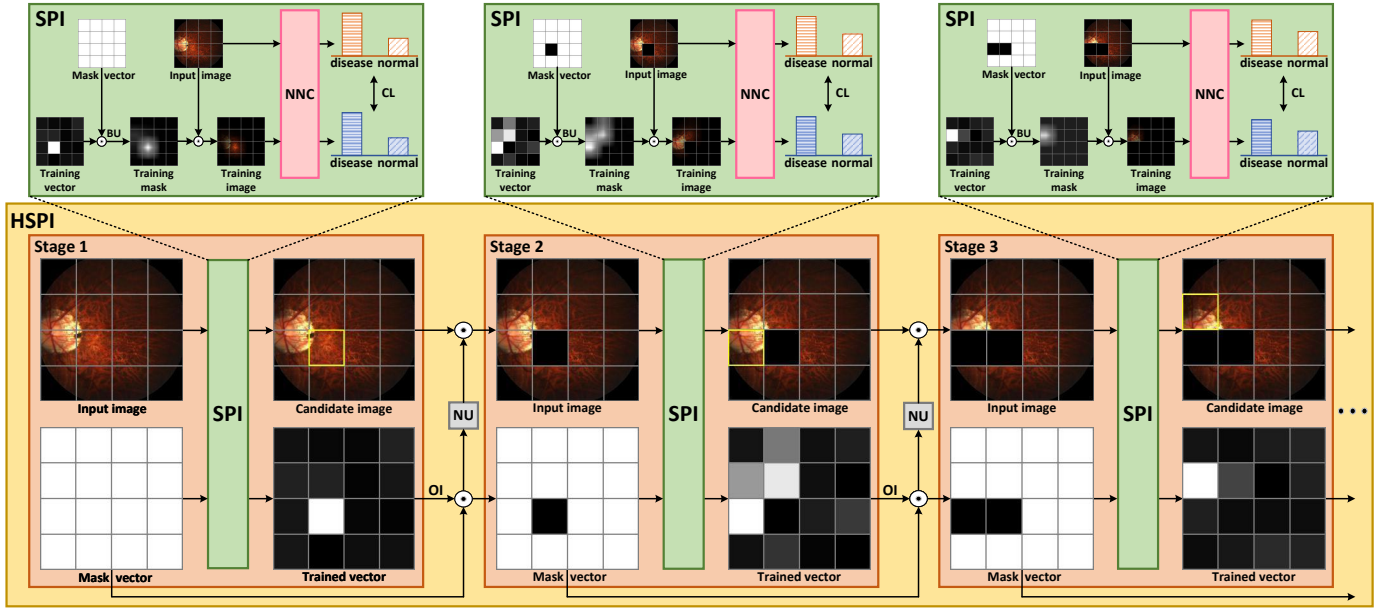 SPI
Mask vector
Input image
NNC
disease normal
CL
BU
disease normal
Training vector
Training mask
Training image
SPI
Mask vector
Input image
NNC
disease normal
CL
BU
disease normal
Training vector
Training mask
Training image
SPI
Mask vector
Input image
NNC
disease normal
CL
BU
disease normal
Training vector
Training mask
Training image
HSPI
Stage 1
Input image
SPI
Candidate image
Mask vector
Trained vector
NU
OI
Stage 2
Input image
SPI
Candidate image
Mask vector
Trained vector
NU
OI
Stage 3
Input image
SPI
Candidate image
Mask vector
Trained vector
...